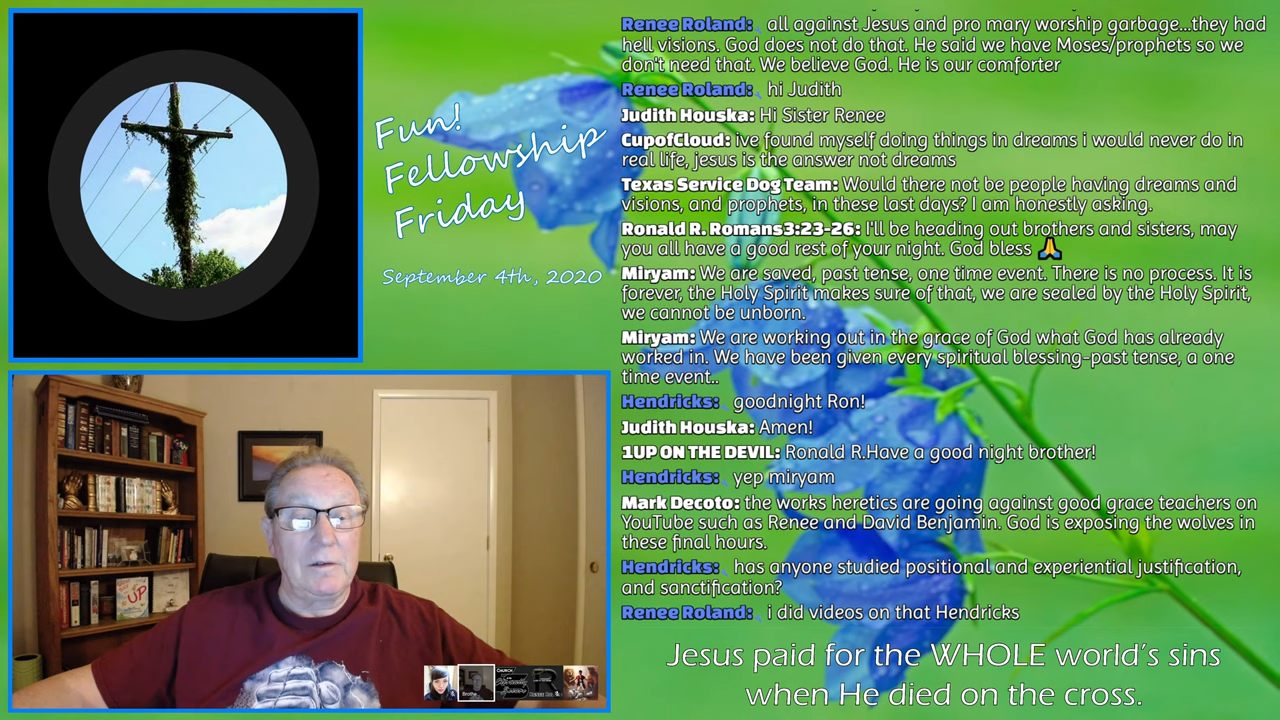 Fun!
Fellowship
Friday
September 4th, 2020
Renee Roland: all against Jesus and pro mary worship garbage...they had
hell visions. God does not do that. He said we have Moses/prophets so we
don't need that. We believe God. He is our comforter
Renee Roland: hi Judith
Judith Houska: Hi Sister Renee
CupofCloud: ive found myself doing things in dreams i would never do in
real life, jesus is the answer not dreams
Texas Service Dog Team: Would there not be people having dreams and
visions, and prophets, in these last days? I am honestly asking.
Ronald R. Romans3:23-26: I'll be heading out brothers and sisters, may
you all have a good rest of your night. God bless 🙏
Miryam: We are saved, past tense, one time event. There is no process. It is
forever, the Holy Spirit makes sure of that, we are sealed by the Holy Spirit,
we cannot be unborn.
Miryam: We are working out in the grace of God what God has already
worked in. We have been given every spiritual blessing-past tense, a one
time event..
Hendricks: goodnight Ron!
Judith Houska: Amen!
1UP ON THE DEVIL: Ronald R.Have a good night brother!
Hendricks: yep miryam
Mark Decoto: the works heretics are going against good grace teachers on
YouTube such as Renee and David Benjamin. God is exposing the wolves in
these final hours.
Hendricks: has anyone studied positional and experiential justification,
and sanctification?
Renee Roland: i did videos on that Hendricks
Jesus paid for the WHOLE world's sins
when He died on the cross.
UP